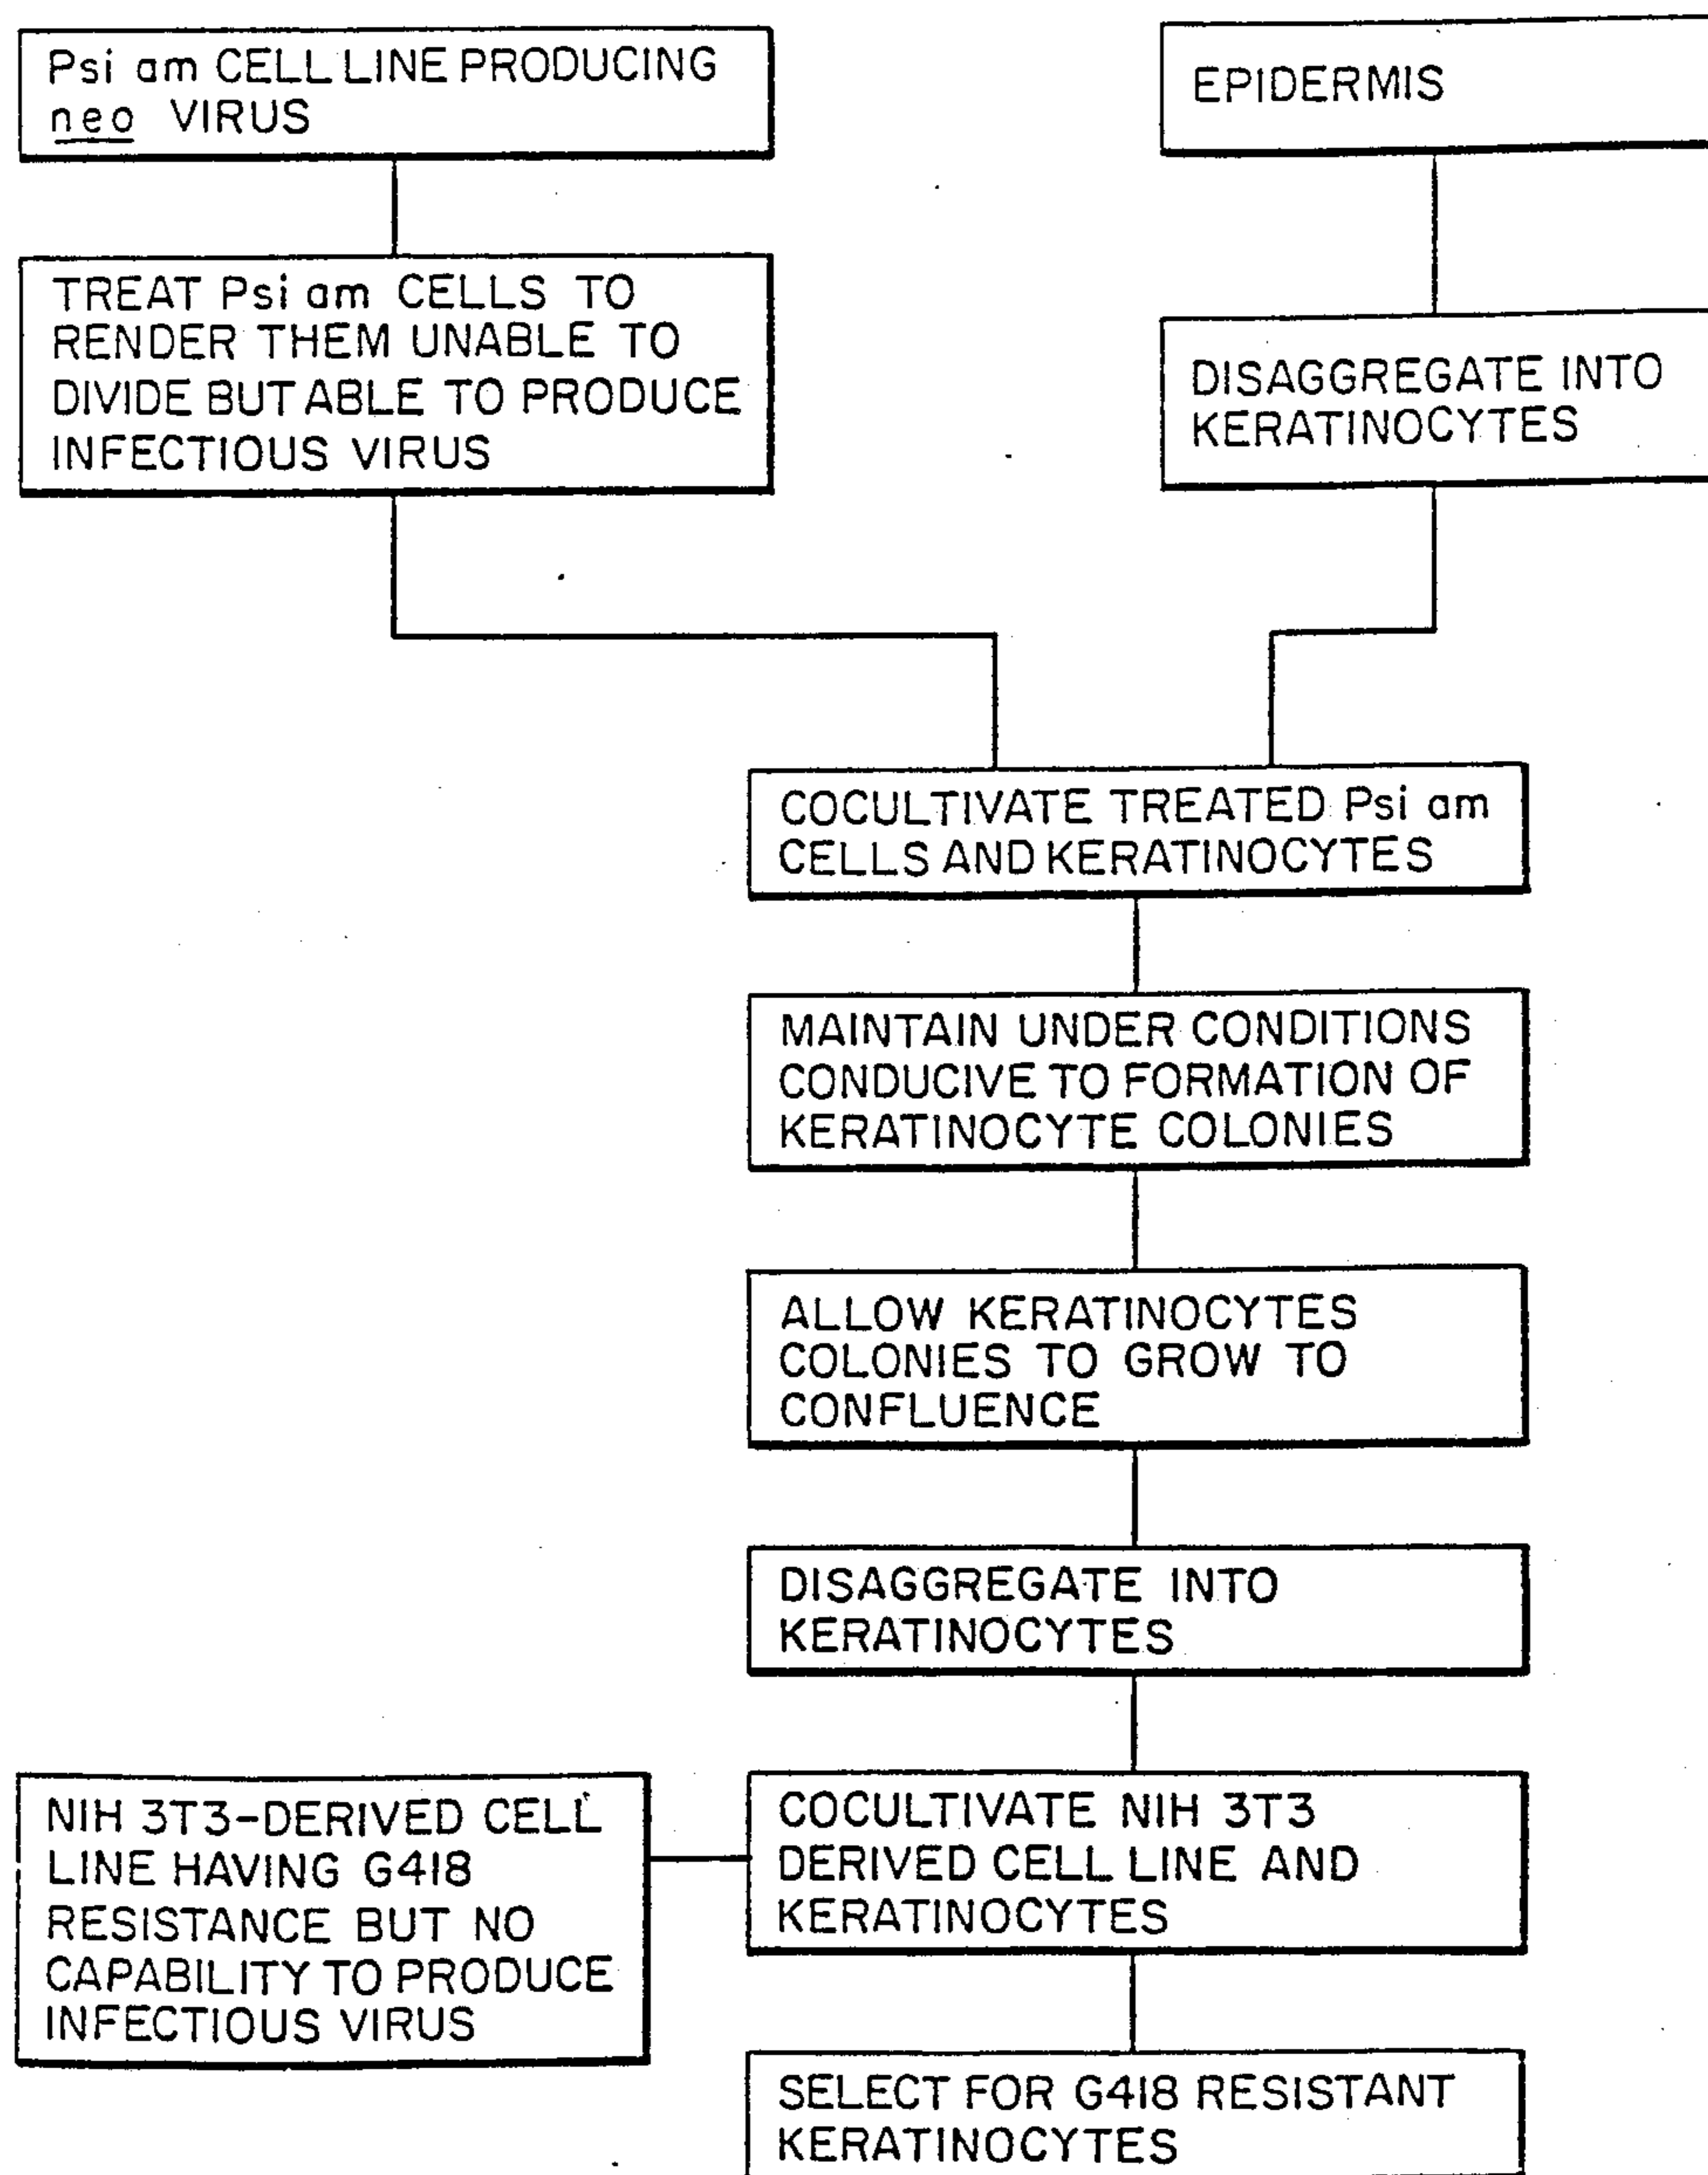 Psi am CELL LINE PRODUCING
neo VIRUS
EPIDERMIS
TREAT Psi am CELLS TO
RENDER THEM UNABLE TO
DIVIDE BUT ABLE TO PRODUCE
INFECTIOUS VIRUS
DISAGGREGATE INTO
KERATINOCYTES
COCULTIVATE TREATED Psi am
CELLS AND KERATINOCYTES
MAINTAIN UNDER CONDITIONS
CONDUCIVE TO FORMATION OF
KERATINOCYTE COLONIES
ALLOW KERATINOCYTES
COLONIES TO GROW TO
CONFLUENCE
DISAGGREGATE INTO
KERATINOCYTES
NIH 3T3-DERIVED CELL
LINE HAVING G418
RESISTANCE BUT NO
CAPABILITY TO PRODUCE
INFECTIOUS VIRUS
COCULTIVATE NIH 3T3
DERIVED CELL LINE AND
KERATINOCYTES
SELECT FOR G418 RESISTANT
KERATINOCYTES